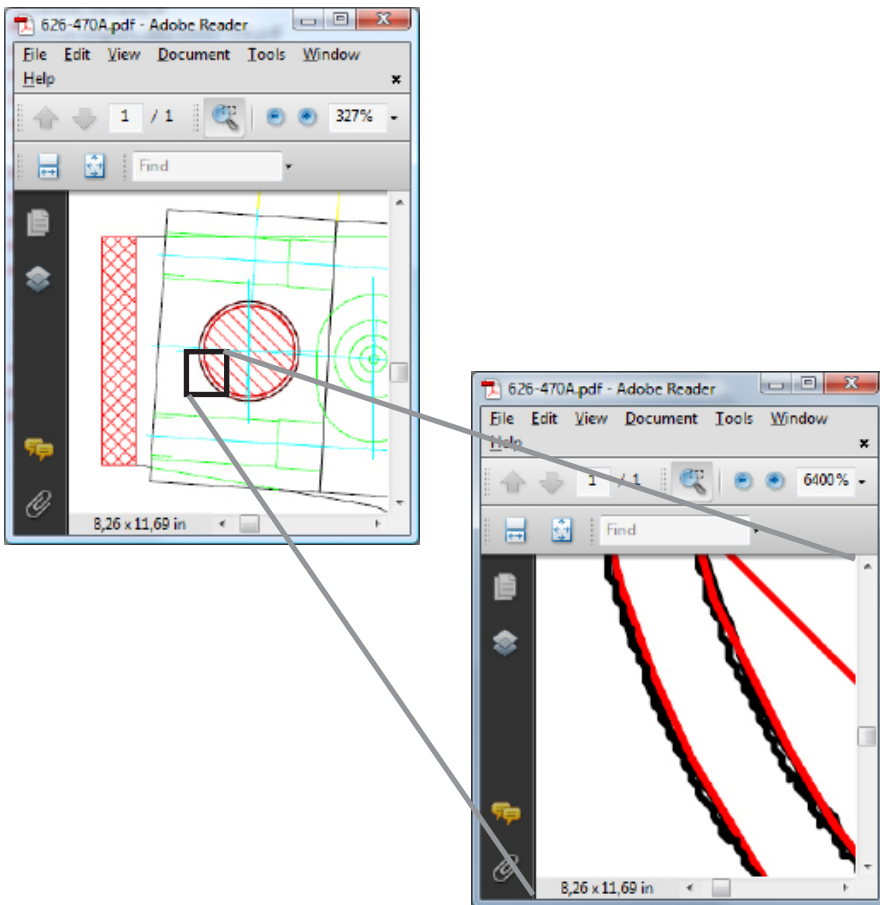 626-470A.pdf - Adobe Reader
File Edit View Document Tools Window
Help
1 / 1 327%
Find
8,26 x 11,69 in
626-470A.pdf - Adobe Reader
File Edit View Document Tools Window
Help
1 / 1 6400%
Find
8,26 x 11,69 in